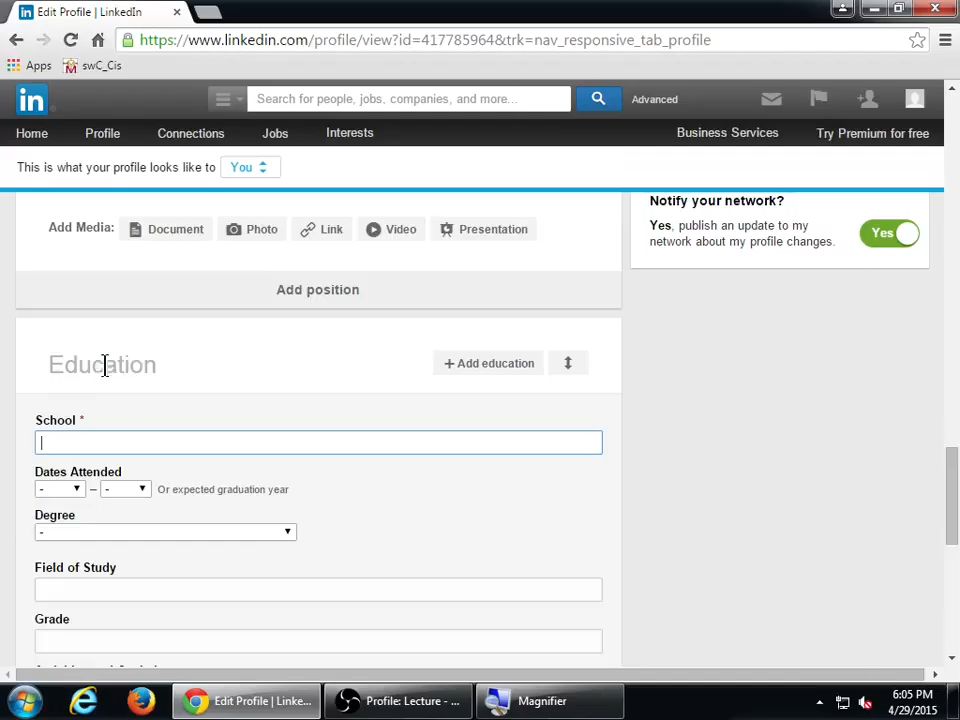 Edit Profile | LinkedIn
https://www.linkedin.com/profile/view?id=417785964&trk=nav_responsive_tab_profile
Apps swC_Cis
in Search for people, jobs, companies, and more... Advanced
Home Profile Connections Jobs Interests Business Services Try Premium for free
This is what your profile looks like to You
Notify your network?
Yes, publish an update to my
network about my profile changes.
Yes
Add Media: Document Photo Link Video Presentation
Add position
Education + Add education
School *
Dates Attended
- – - Or expected graduation year
Degree
-
Field of Study
Grade
Edit Profile | Linke... Profile: Lecture - ... Magnifier
6:05 PM
4/29/2015